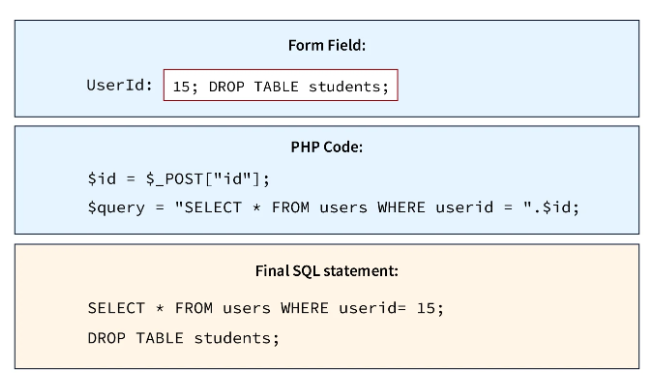 Form Field:
UserId: 15; DROP TABLE students;
PHP Code:
$id = $_POST["id"];
$query = "SELECT * FROM users WHERE userid = ".$id;
Final SQL statement:
SELECT * FROM users WHERE userid= 15;
DROP TABLE students;